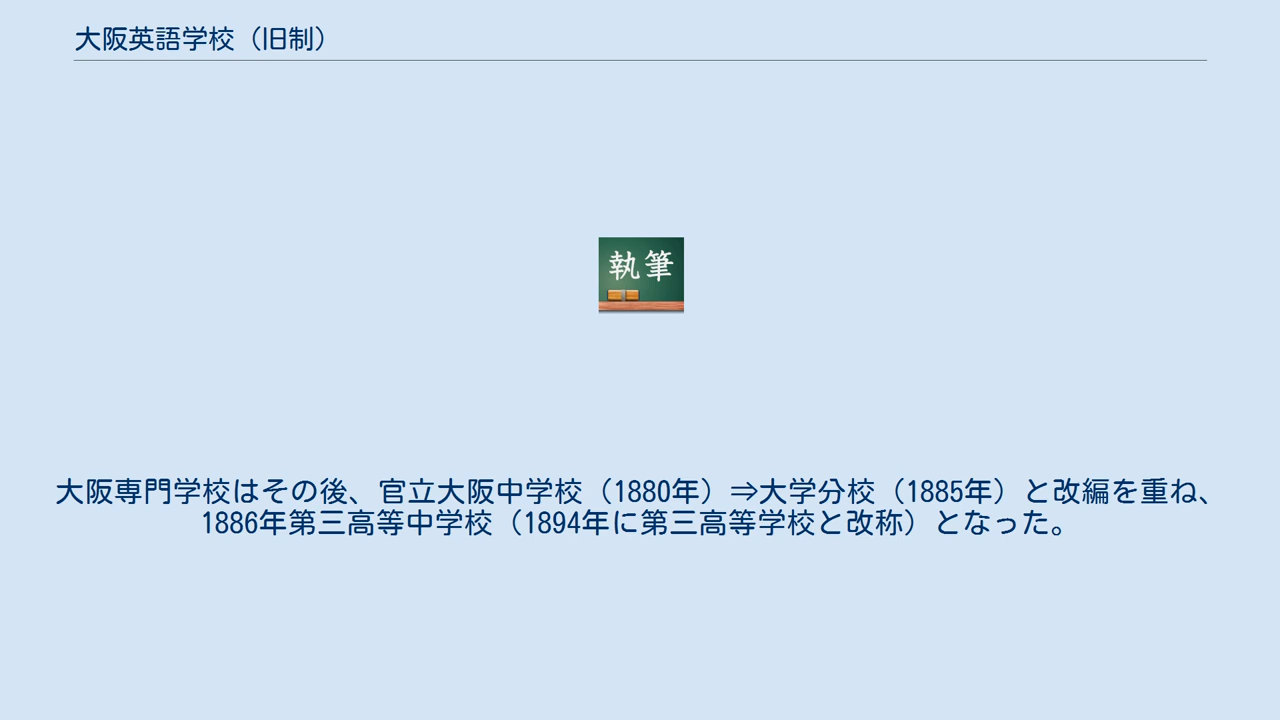 大阪英語学校（旧制）
執筆
大阪専門学校はその後、官立大阪中学校（1880年）⇒大学分校（1885年）と改編を重ね、
1886年第三高等中学校（1894年に第三高等学校と改称）となった。